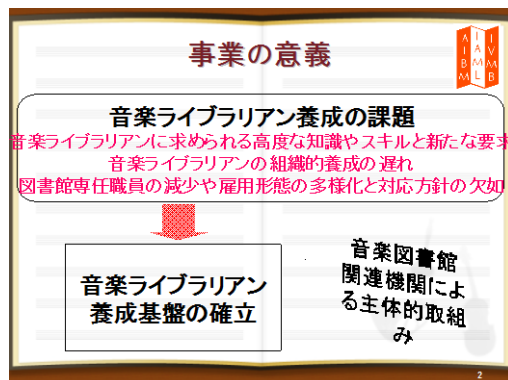 事業の意義
A I B M
I A M L
I V M B
音楽ライブラリアン養成の課題
音楽ライブラリアンに求められる高度な知識やスキルと新たな要求
音楽ライブラリアンの組織的養成の遅れ
図書館専任職員の減少や雇用形態の多様化と対応方針の欠如
音楽ライブラリアン
養成基盤の確立
音楽図書館
関連機関によ
る主体的取組
み
2